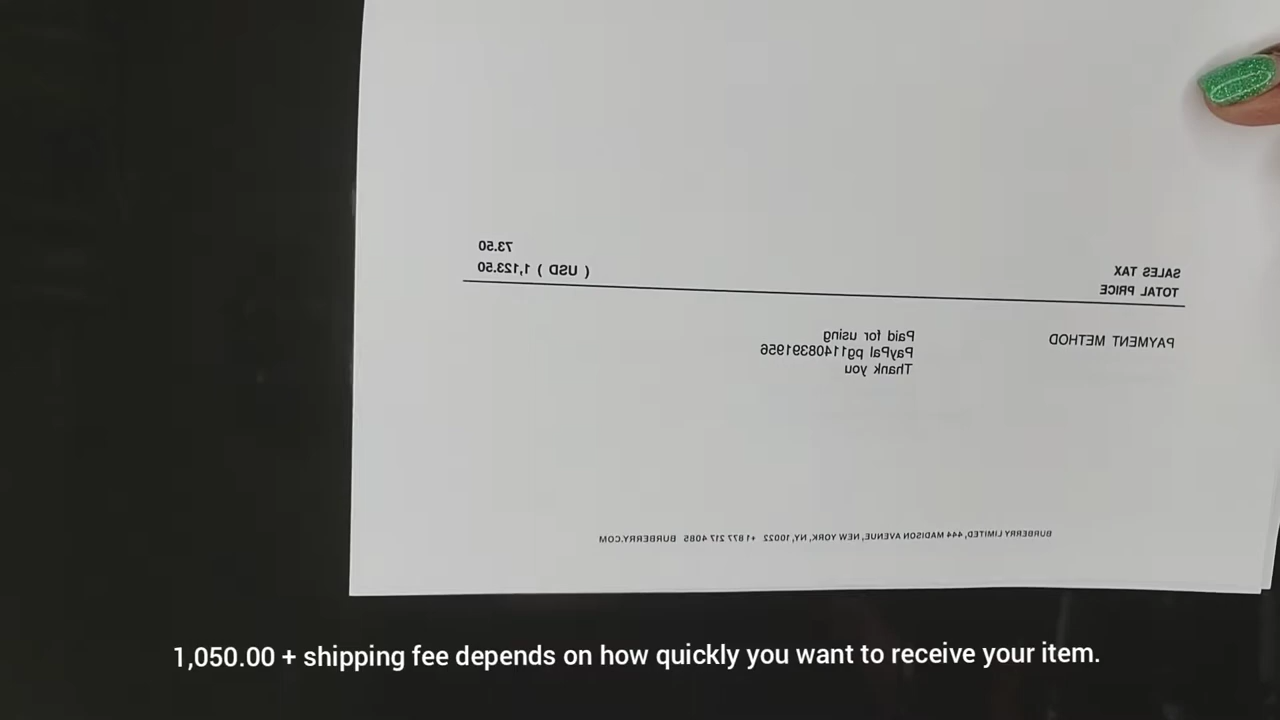 SALES TAX 73.50
TOTAL PRICE ( USD ) 1,123.50
PAYMENT METHOD Paid for using
PayPal pg11408391956
Thank you
BURBERRY LIMITED, 444 MADISON AVENUE, NEW YORK, NY, 10022 +1 877 217 4085 BURBERRY.COM
1,050.00 + shipping fee depends on how quickly you want to receive your item.